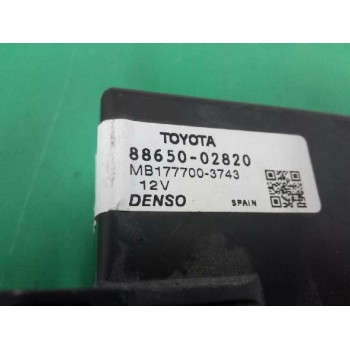 TOYOTA
88650-02820
MB177700-3743
12V
DENSO SPAIN